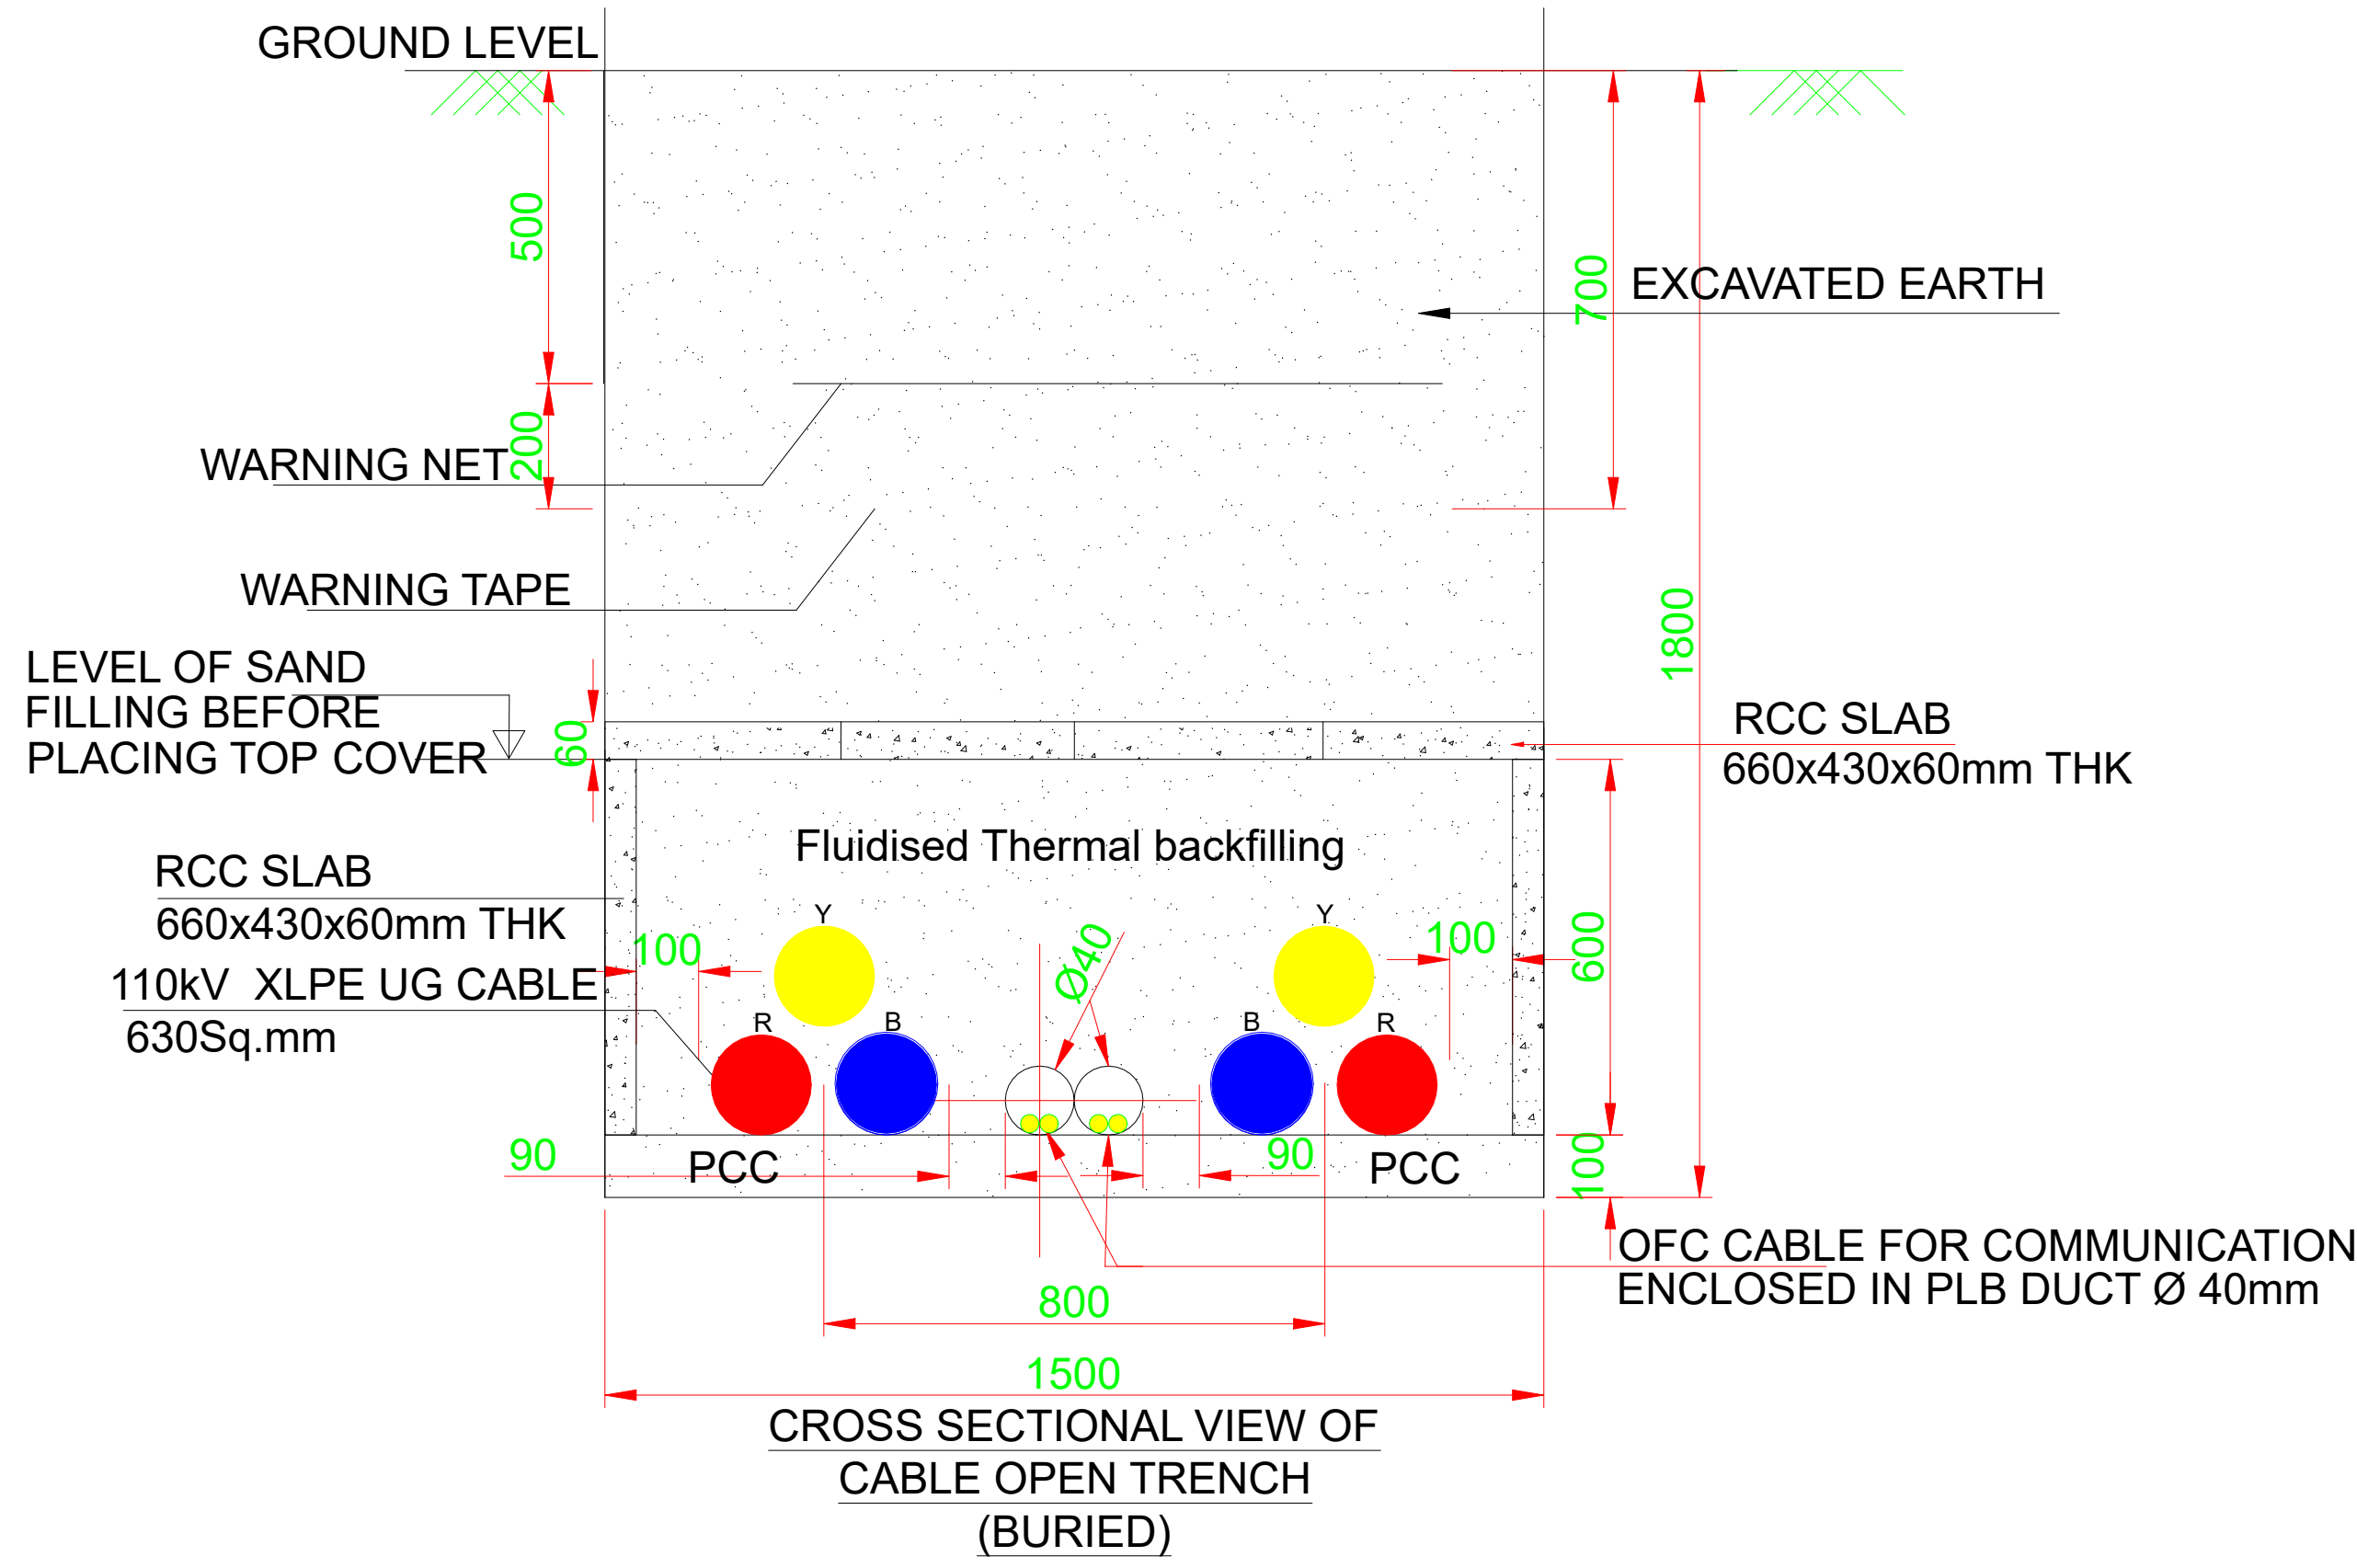 GROUND LEVEL
500
700
EXCAVATED EARTH
200
WARNING NET
WARNING TAPE
1800
LEVEL OF SAND
FILLING BEFORE
PLACING TOP COVER
60
RCC SLAB
660x430x60mm THK
Fluidised Thermal backfilling
RCC SLAB
660x430x60mm THK
100
Y
Y
100
600
Ø40
110kV  XLPE UG CABLE
630Sq.mm
R
B
B
R
90
PCC
90
PCC
100
OFC CABLE FOR COMMUNICATION
ENCLOSED IN PLB DUCT Ø 40mm
800
1500
CROSS SECTIONAL VIEW OF
CABLE OPEN TRENCH
(BURIED)